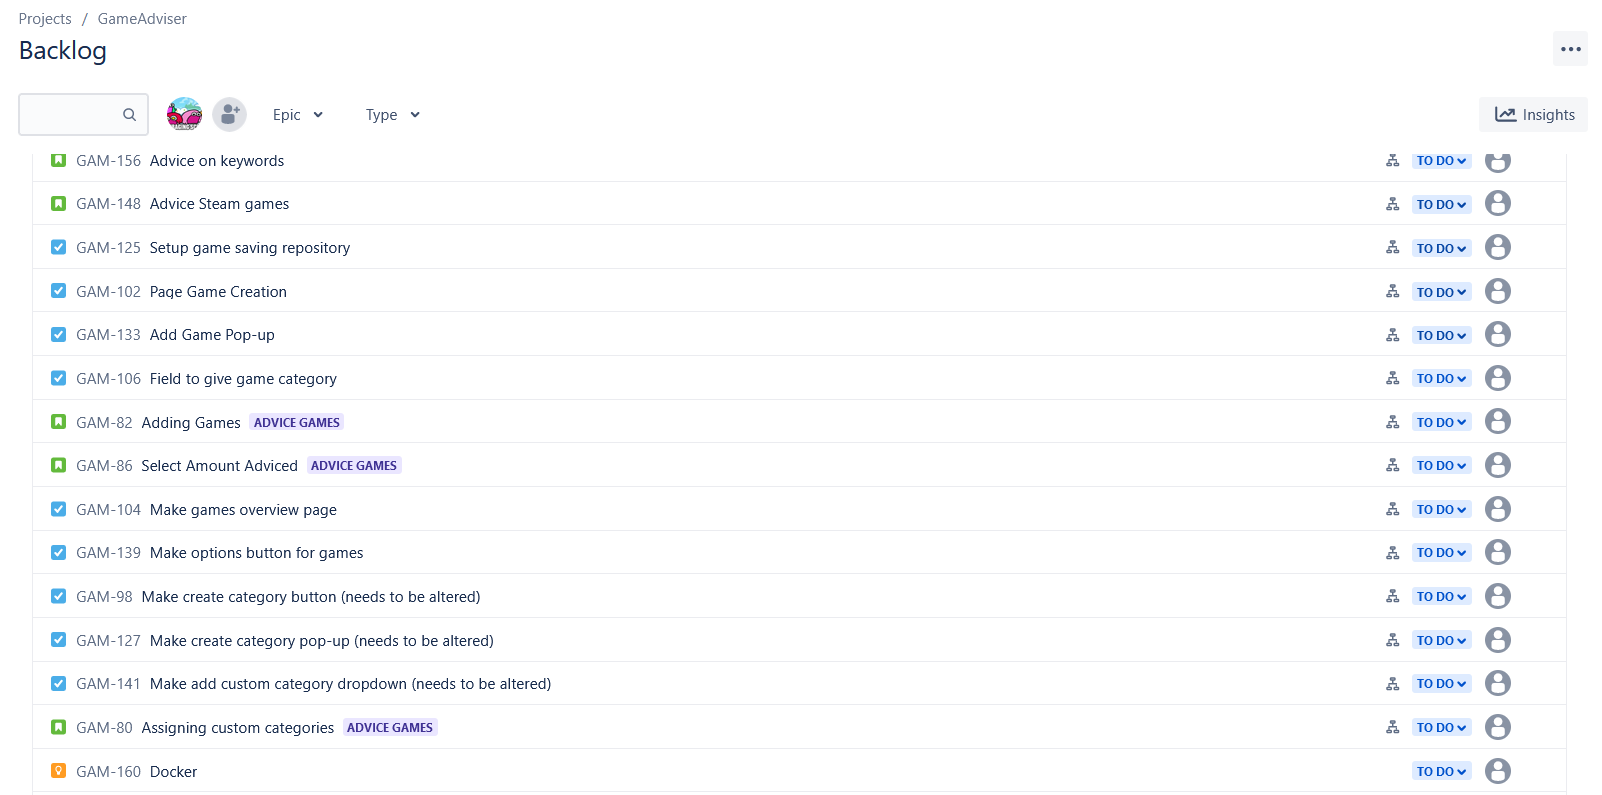 Projects / GameAdviser
Backlog
Epic Type Insights
GAM-156 Advice on keywords TO DO
GAM-148 Advice Steam games TO DO
GAM-125 Setup game saving repository TO DO
GAM-102 Page Game Creation TO DO
GAM-133 Add Game Pop-up TO DO
GAM-106 Field to give game category TO DO
GAM-82 Adding Games ADVICE GAMES TO DO
GAM-86 Select Amount Adviced ADVICE GAMES TO DO
GAM-104 Make games overview page TO DO
GAM-139 Make options button for games TO DO
GAM-98 Make create category button (needs to be altered) TO DO
GAM-127 Make create category pop-up (needs to be altered) TO DO
GAM-141 Make add custom category dropdown (needs to be altered) TO DO
GAM-80 Assigning custom categories ADVICE GAMES TO DO
GAM-160 Docker TO DO